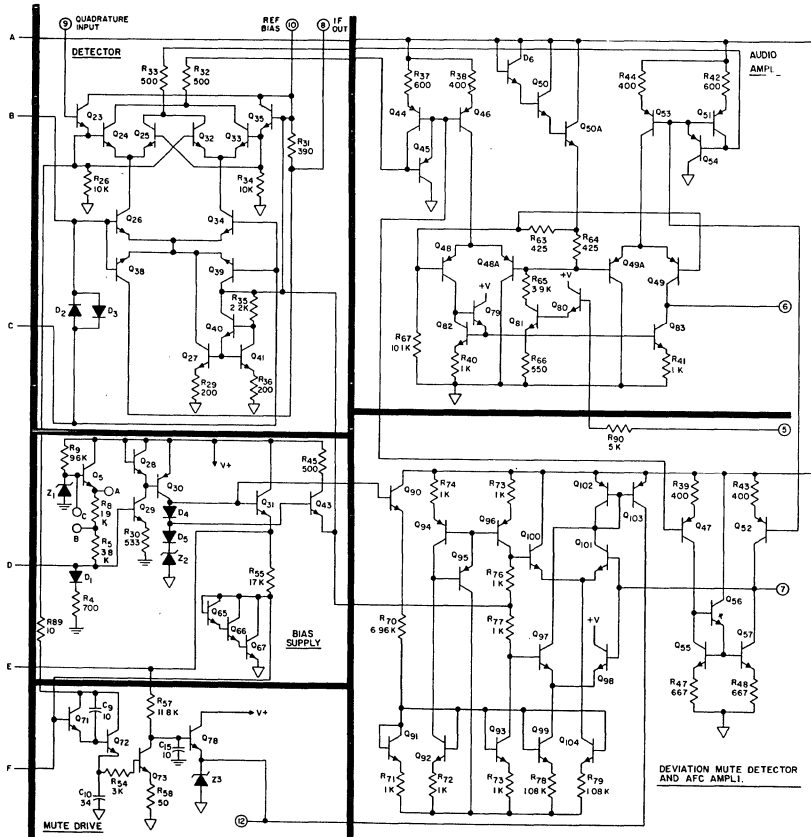 9 QUADRATURE INPUT
REF BIAS 10
8 IF OUT
A
DETECTOR
R33 500
R32 500
Q23
Q24
Q25
Q32
Q33
Q35
B
R31 390
R26 10K
R34 10K
Q26
Q34
Q38
Q39
D2
D3
R35 2.2K
C
Q40
Q27
Q41
R29 200
R36 200
AUDIO AMPL
R37 600
R38 400
D6
Q50
R44 400
R42 600
Q44
Q46
Q50A
Q53
Q51
Q45
Q54
R63 425
R64 425
Q48
Q48A
Q49A
Q49
R65 3.9K
+V
+V
Q80
Q79
Q81
Q82
Q83
6
R67 10.1K
R40 1K
R66 550
R41 1K
R90 5K
5
R9 96K
Q5
Q28
V+
R45 500
Z1
A
Q30
R8 1.9K
C
Q29
D4
Q31
Q43
B
R5 3.8K
R30 533
D5
Z2
D
D1
R4 700
R55 17K
R89 10
Q65
Q66
Q67
BIAS SUPPLY
E
R57 11.8K
C9 10
Q71
Q72
C15 10
Q78
V+
F
R54 3K
Q73
Z3
C10 34
R58 50
MUTE DRIVE
12
Q90
R74 1K
R73 1K
Q102
Q103
Q94
Q96
Q100
Q101
Q95
R76 1K
R39 400
R43 400
Q47
Q52
7
R70 6.96K
R77 1K
Q97
+V
Q98
Q56
Q55
Q57
R47 667
R48 667
Q91
Q92
Q93
Q99
Q104
R71 1K
R72 1K
R73 1K
R78 108K
R79 108K
DEVIATION MUTE DETECTOR
AND AFC AMPLI.